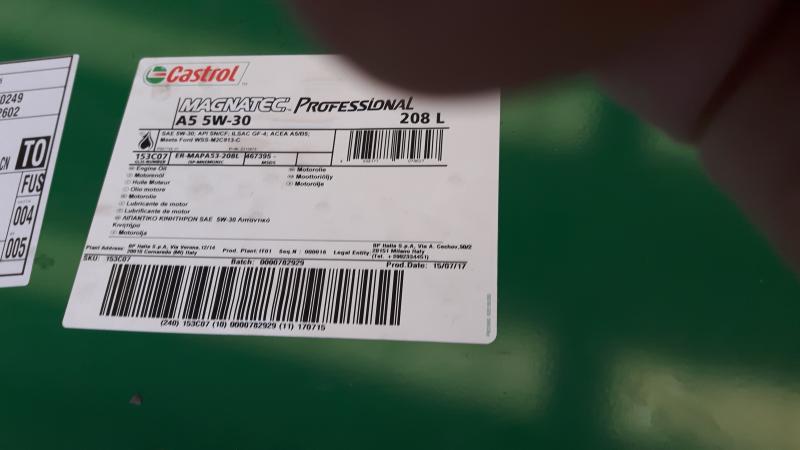 0249
2602
CN
TO
FUS
004
005
Castrol
MAGNATEC PROFESSIONAL
A5 5W-30 208 L
SAE 5W-30; API SN/CF; ILSAC GF-4; ACEA A5/B5;
Meets Ford WSS-M2C913-C
153C07 ER-MAPA53-208L 467395 -
MSDS
Engine Oil
Motorenöl
Huile Moteur
Olio motore
Motorolie
Lubricante de motor
Lubrificante de motor
ΛΙΠΑΝΤΙΚΟ ΚΙΝΗΤΗΡΩΝ SAE 5W-30 Λιπαντικό
Κινητήρα
Motorolja
Motorolie
Moottoriöljy
Motorolje
Plant Address: BP Italia S.p.A, Via Verona, 12/14
20010 Cornaredo (MI) Italy
Prod. Plant: IT01 Seq.N : 000016 Legal Entity
BP Italia S.p.A, Via A. Cechov,50/2
20151 Milano Italy
SKU: 153C07 Batch: 0000782929 Prod.Date: 15/07/17
(240) 153C07 (10) 0000782929 (11) 170715